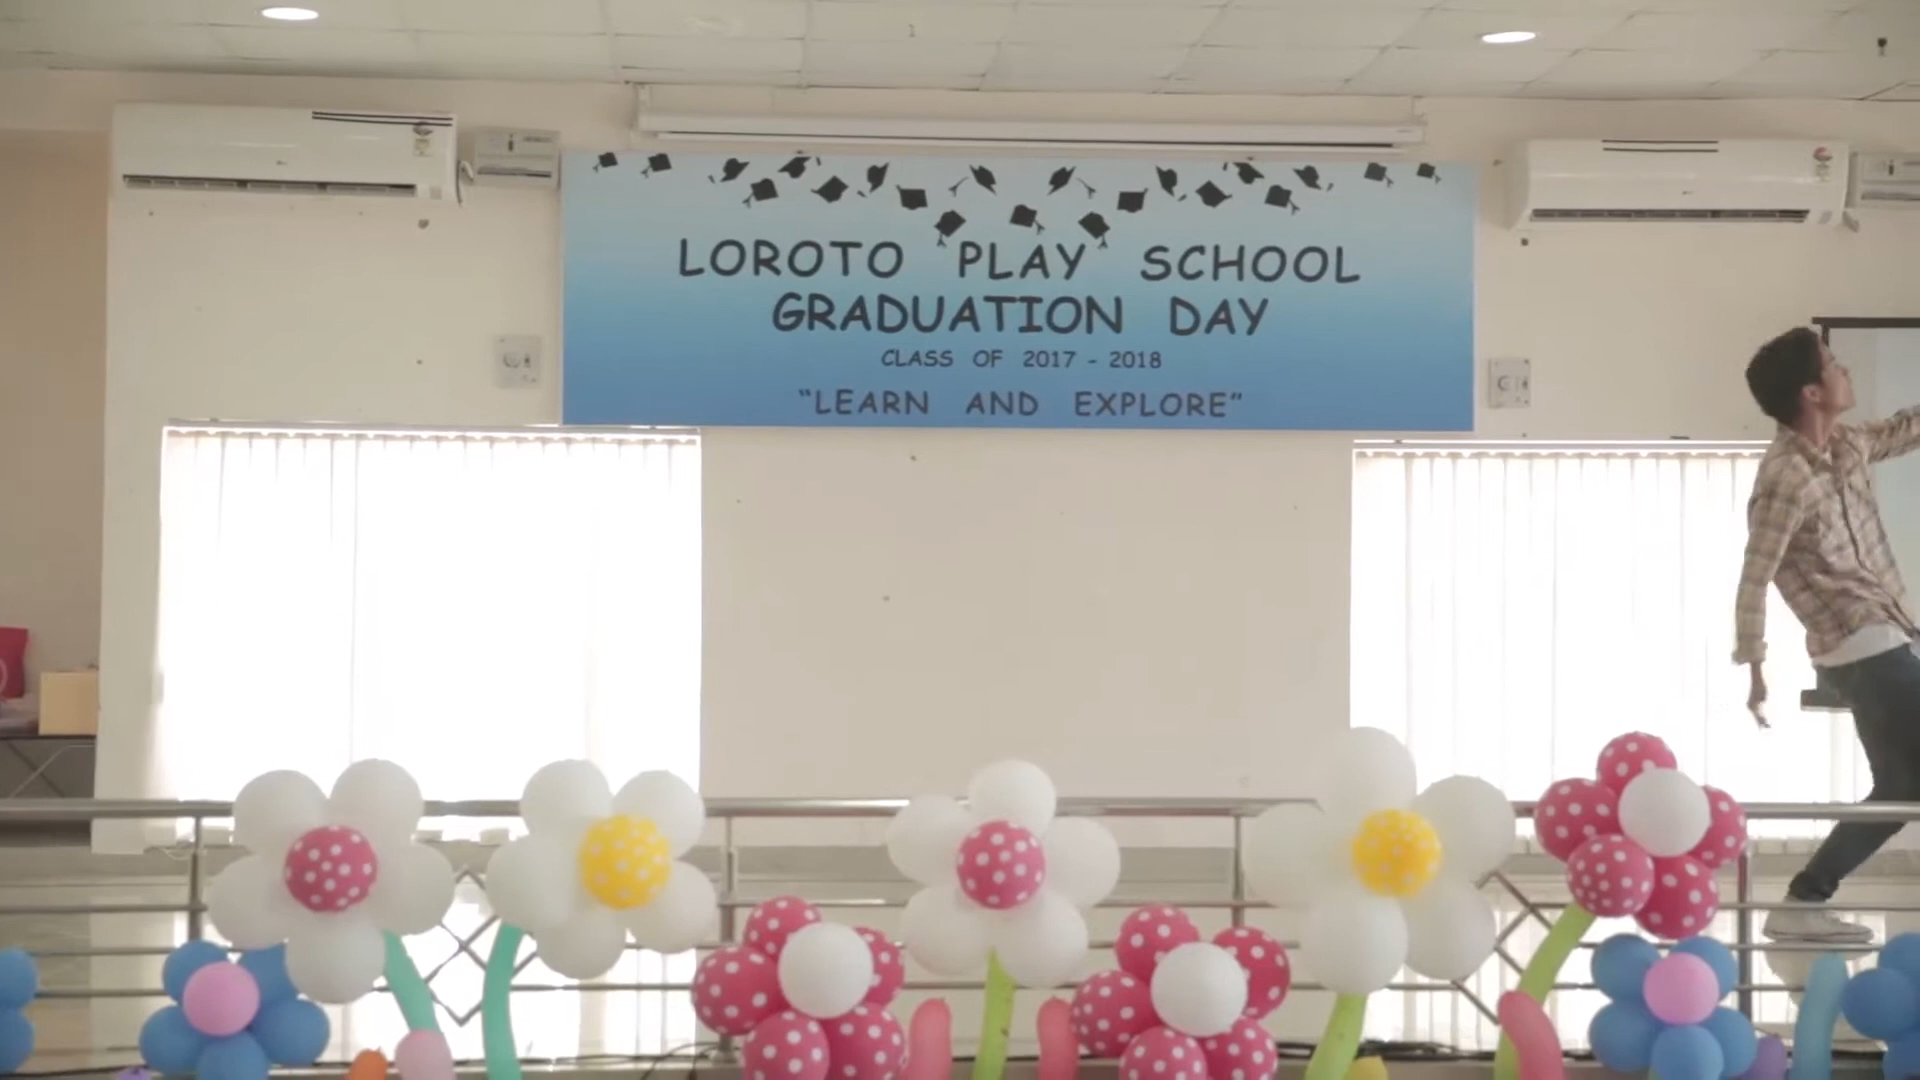 LOROTO PLAY SCHOOL
GRADUATION DAY
CLASS OF 2017 - 2018
"LEARN AND EXPLORE"